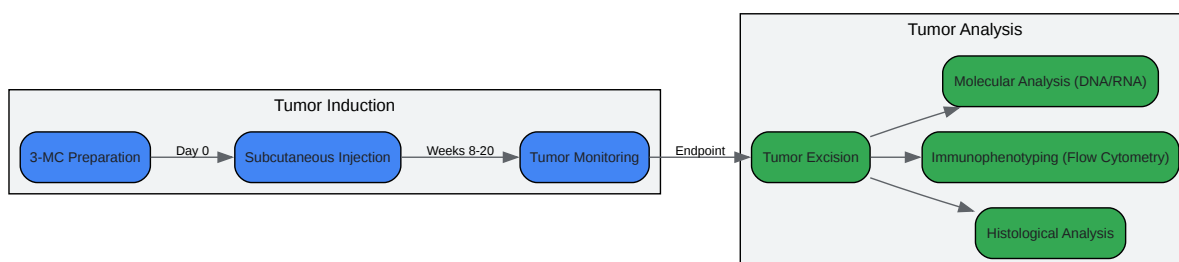 Tumor Induction
3-MC Preparation
Day 0
Subcutaneous Injection
Weeks 8-20
Tumor Monitoring
Endpoint
Tumor Analysis
Tumor Excision
Molecular Analysis (DNA/RNA)
Immunophenotyping (Flow Cytometry)
Histological Analysis